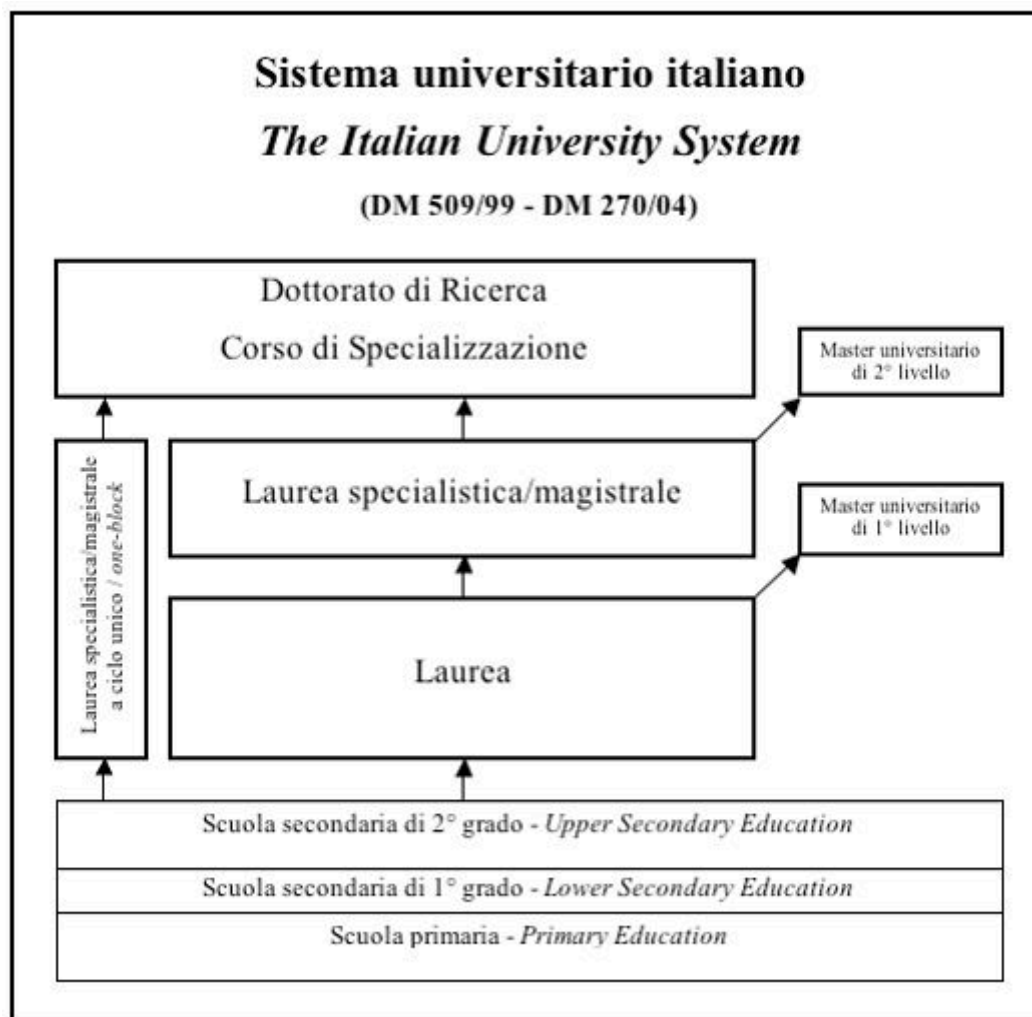 Sistema universitario italiano
The Italian University System
(DM 509/99 - DM 270/04)
Dottorato di Ricerca
Corso di Specializzazione
Master universitario
di 2° livello
Laurea specialistica/magistrale
a ciclo unico / one-block
Laurea specialistica/magistrale
Master universitario
di 1° livello
Laurea
Scuola secondaria di 2° grado - Upper Secondary Education
Scuola secondaria di 1° grado - Lower Secondary Education
Scuola primaria - Primary Education